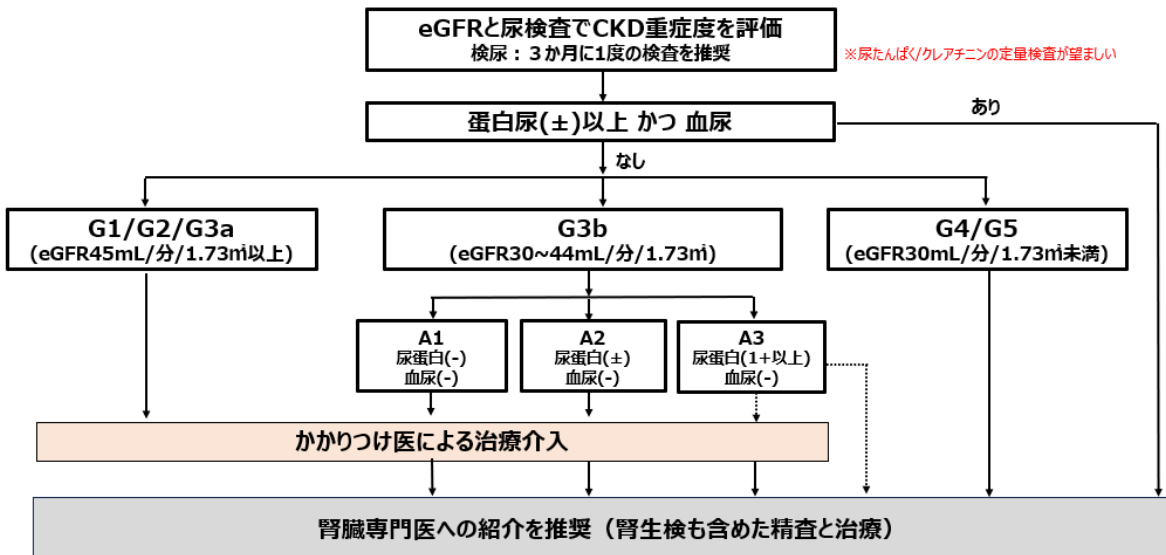 eGFRと尿検査でCKD重症度を評価
検尿：３か月に1度の検査を推奨
※尿たんぱく/クレアチニンの定量検査が望ましい
蛋白尿(±)以上 かつ 血尿
あり
なし
G1/G2/G3a
(eGFR45mL/分/1.73㎡以上)
G3b
(eGFR30~44mL/分/1.73㎡)
G4/G5
(eGFR30mL/分/1.73㎡未満)
A1
尿蛋白(-)
血尿(-)
A2
尿蛋白(±)
血尿(-)
A3
尿蛋白(1+以上)
血尿(-)
かかりつけ医による治療介入
腎臓専門医への紹介を推奨（腎生検も含めた精査と治療）